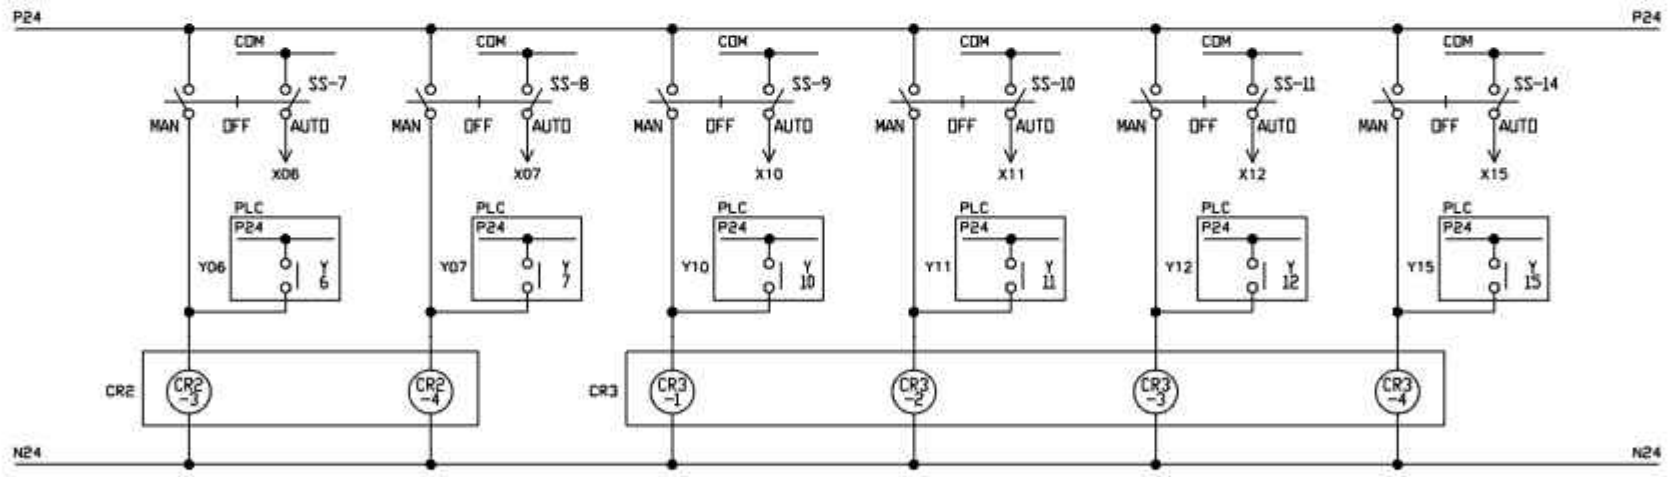 P24 P24
COM COM COM COM COM COM
SS-7 SS-8 SS-9 SS-10 SS-11 SS-14
MAN OFF AUTO MAN OFF AUTO MAN OFF AUTO MAN OFF AUTO MAN OFF AUTO MAN OFF AUTO
X06 X07 X10 X11 X12 X15
PLC PLC PLC PLC PLC PLC
P24 P24 P24 P24 P24 P24
Y06 Y Y07 Y Y10 Y Y11 Y Y12 Y Y15 Y
6 7 10 11 12 15
CR2 CR2 CR2 CR3 CR3 CR3 CR3 CR3
-3 -4 -1 -2 -3 -4
N24 N24